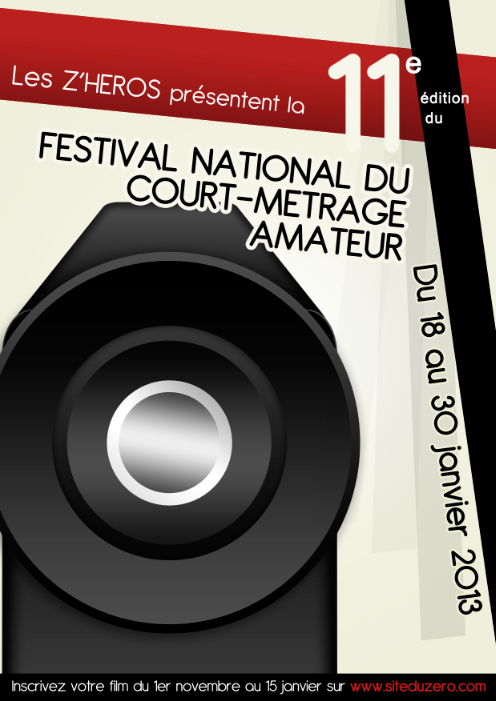 Les Z'HEROS présentent la 11e
édition
du
FESTIVAL NATIONAL DU
COURT-METRAGE
AMATEUR
Du 18 au 30 janvier 2013
Inscrivez votre film du 1er novembre au 15 janvier sur www.siteduzero.com